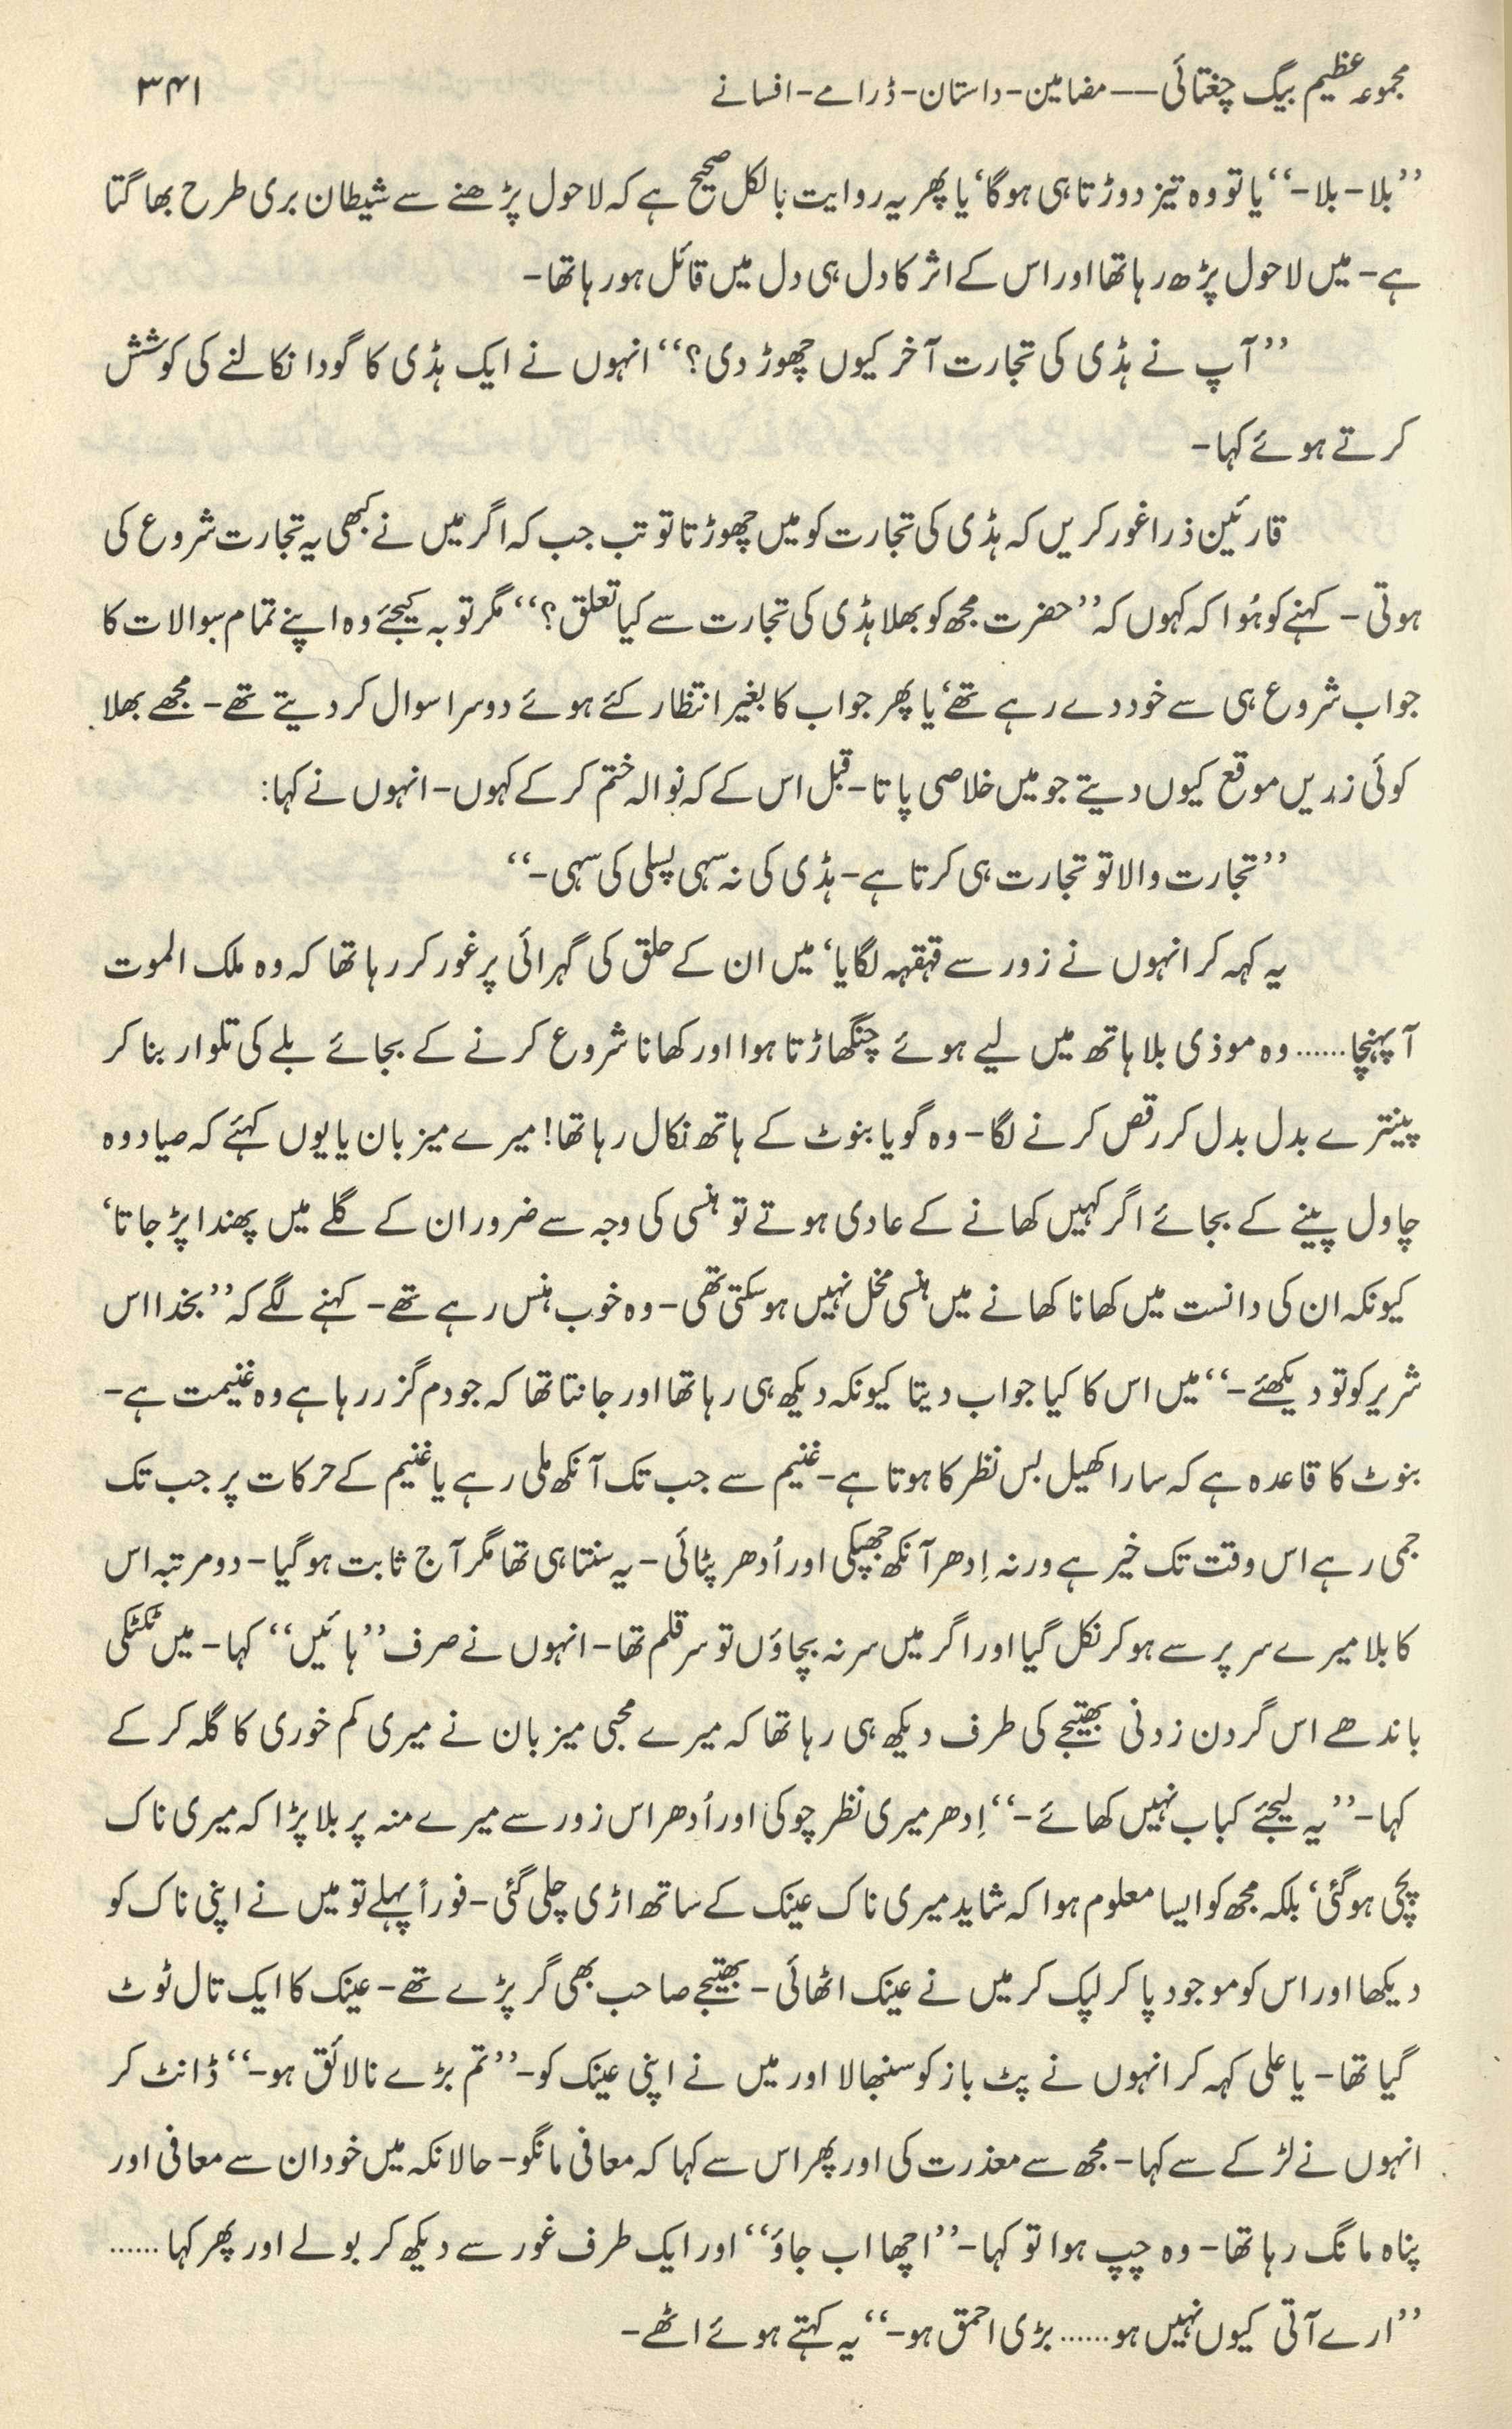 مجموعہ عظیم بیگ چغتائی — مضامین - داستان - ڈرامے - افسانے ۳۴۱
’’بلا - بلا -‘‘ یا تو وہ تیز دوڑتا ہی ہو گا‘ یا پھر یہ روایت بالکل صحیح ہے کہ لاحول پڑھنے سے شیطان بری طرح بھاگتا
ہے - میں لاحول پڑھ رہا تھا اور اس کے اثر کا دل ہی دل میں قائل ہو رہا تھا -
’’آپ نے ہڈی کی تجارت آخر کیوں چھوڑ دی؟‘‘ انہوں نے ایک ہڈی کا گودا نکالنے کی کوشش
کرتے ہوئے کہا -
قارئین ذرا غور کریں کہ ہڈی کی تجارت کو میں چھوڑتا تو تب جب کہ اگر میں نے کبھی یہ تجارت شروع کی
ہوتی - کہنے کو ہُوا کہ کہوں کہ ’’حضرت مجھ کو بھلا ہڈی کی تجارت سے کیا تعلق؟‘‘ مگر توبہ کیجئے وہ اپنے تمام سوالات کا
جواب شروع ہی سے خود دے رہے تھے‘ یا پھر جواب کا بغیر انتظار کئے ہوئے دوسرا سوال کر دیتے تھے - مجھے بھلا
کوئی زریں موقع کیوں دیتے جو میں خلاصی پاتا - قبل اس کے کہ نوالہ ختم کر کے کہوں - انہوں نے کہا:
’’تجارت والا تو تجارت ہی کرتا ہے - ہڈی کی نہ سہی پسلی کی سہی -‘‘
یہ کہہ کر انہوں نے زور سے قہقہہ لگایا‘ میں ان کے حلق کی گہرائی پر غور کر رہا تھا کہ وہ ملک الموت
آ پہنچا...... وہ موذی بلا ہاتھ میں لیے ہوئے چنگھاڑتا ہوا اور کھانا شروع کرنے کے بجائے بلے کی تلوار بنا کر
پینترے بدل بدل کر رقص کرنے لگا - وہ گویا بنوٹ کے ہاتھ نکال رہا تھا! میرے میزبان یا یوں کہئے کہ صیاد وہ
چاول پینے کے بجائے اگر کہیں کھانے کے عادی ہوتے تو ہنسی کی وجہ سے ضرور ان کے گلے میں پھندا پڑ جاتا‘
کیونکہ ان کی دانست میں کھانا کھانے میں ہنسی مخل نہیں ہو سکتی تھی - وہ خوب ہنس رہے تھے - کہنے لگے کہ ’’بخدا اس
شریر کو تو دیکھئے -‘‘ میں اس کا کیا جواب دیتا کیونکہ دیکھ ہی رہا تھا اور جانتا تھا کہ جو دم گزر رہا ہے وہ غنیمت ہے -
بنوٹ کا قاعدہ ہے کہ سارا کھیل بس نظر کا ہوتا ہے - غنیم سے جب تک آنکھ ملی رہے یا غنیم کے حرکات پر جب تک
جمی رہے اس وقت تک خیر ہے ورنہ اِدھر آنکھ جھپکی اور اُدھر پٹائی - یہ سنتا ہی تھا مگر آج ثابت ہو گیا - دو مرتبہ اس
کا بلا میرے سر پر سے ہو کر نکل گیا اور اگر میں سر نہ بچاؤں تو سر قلم تھا - انہوں نے صرف ’’ہائیں‘‘ کہا - میں ٹکٹکی
باندھے اس گردن زدنی بھتیجے کی طرف دیکھ ہی رہا تھا کہ میرے محبی میزبان نے میری کم خوری کا گلہ کر کے
کہا - ’’یہ لیجئے کباب نہیں کھائے -‘‘ اِدھر میری نظر چوکی اور اُدھر اس زور سے میرے منہ پر بلا پڑا کہ میری ناک
پچی ہو گئی‘ بلکہ مجھ کو ایسا معلوم ہوا کہ شاید میری ناک عینک کے ساتھ اڑی چلی گئی - فوراً پہلے تو میں نے اپنی ناک کو
دیکھا اور اس کو موجود پا کر لپک کر میں نے عینک اٹھائی - بھتیجے صاحب بھی گر پڑے تھے - عینک کا ایک تال ٹوٹ
گیا تھا - یا علی کہہ کر انہوں نے پٹ باز کو سنبھالا اور میں نے اپنی عینک کو - ’’تم بڑے نالائق ہو -‘‘ ڈانٹ کر
انہوں نے لڑکے سے کہا - مجھ سے معذرت کی اور پھر اس سے کہا کہ معافی مانگو - حالانکہ میں خود ان سے معافی اور
پناہ مانگ رہا تھا - وہ چپ ہوا تو کہا - ’’اچھا اب جاؤ‘‘ اور ایک طرف غور سے دیکھ کر بولے اور پھر کہا ......
’’ارے آتی کیوں نہیں ہو...... بڑی احمق ہو -‘‘ یہ کہتے ہوئے اٹھے -